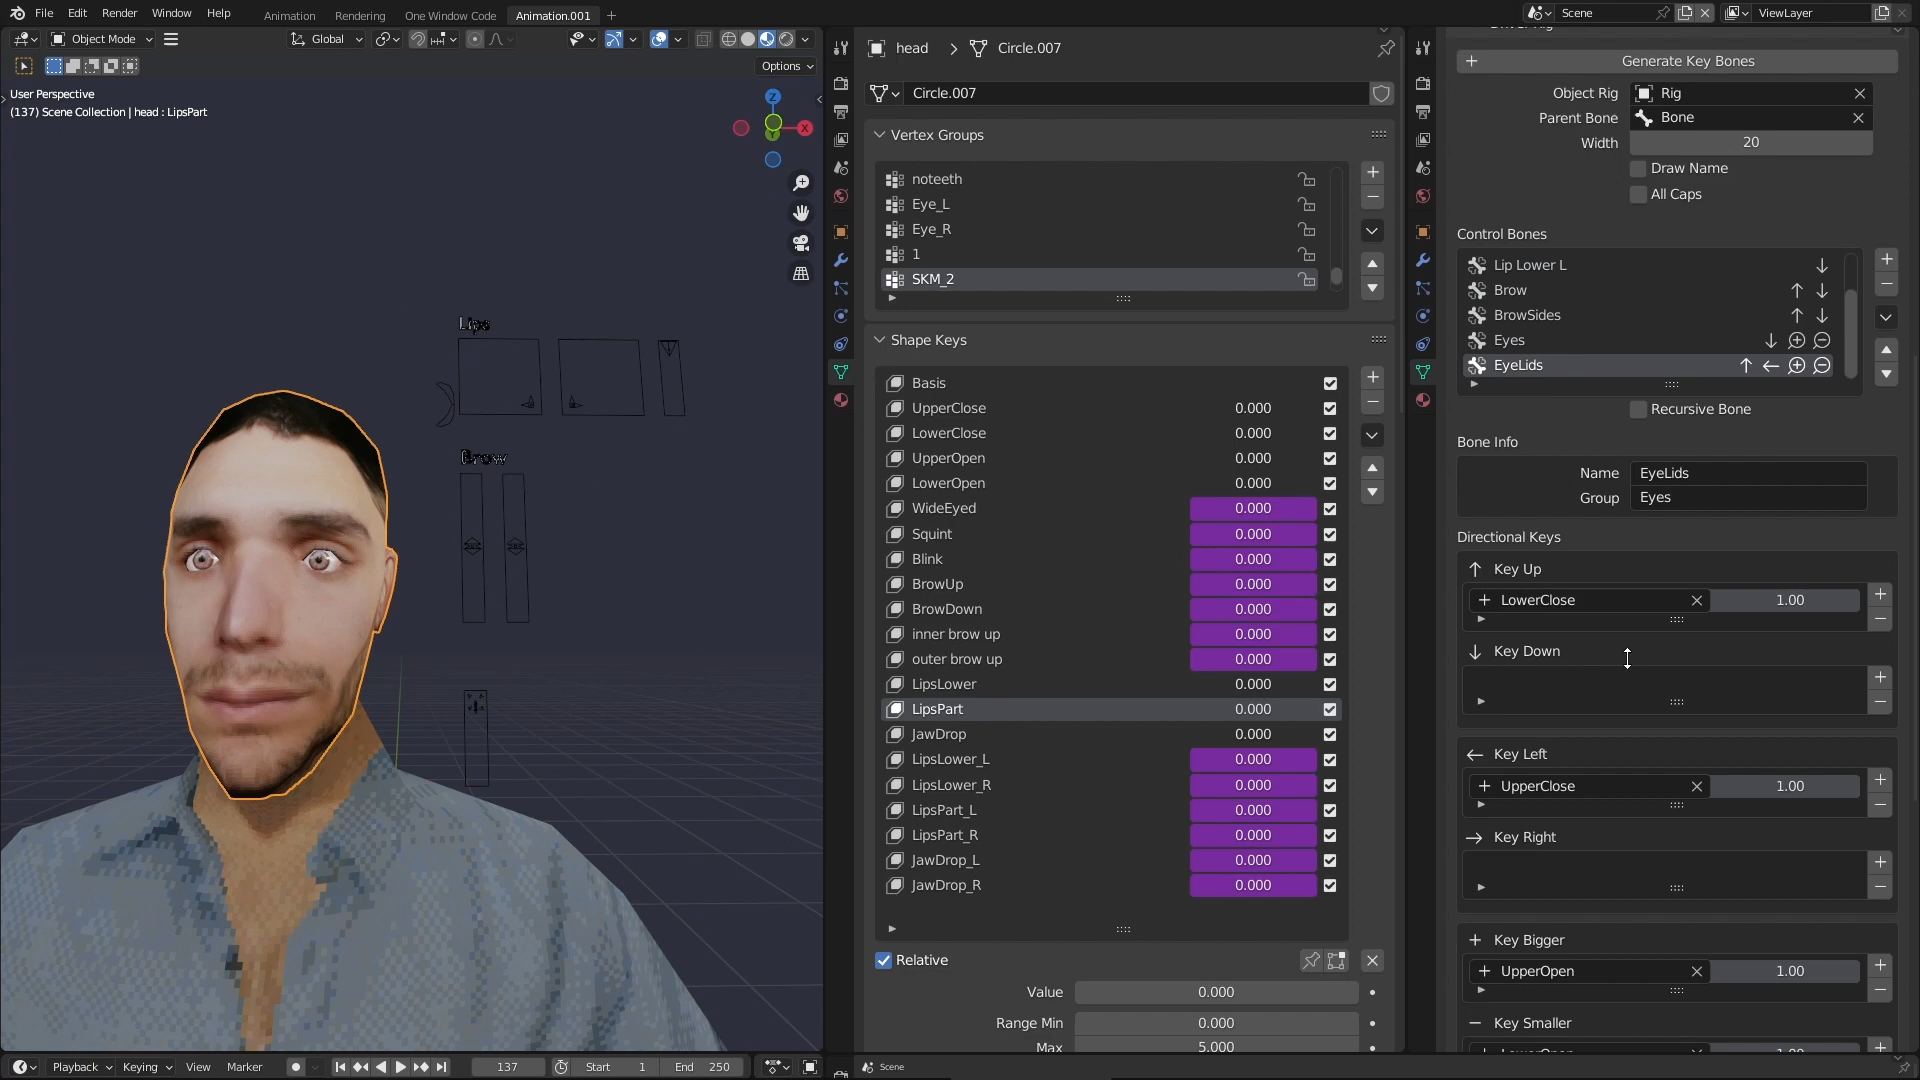 File Edit Render Window Help Animation Rendering One Window Code Animation.001 Scene ViewLayer
Object Mode Global
Options
User Perspective
(137) Scene Collection | head : LipsPart
Z
X
Lips
Brow
head Circle.007
Circle.007
Vertex Groups
noteeth
Eye_L
Eye_R
1
SKM_2
Shape Keys
Basis
UpperClose 0.000
LowerClose 0.000
UpperOpen 0.000
LowerOpen 0.000
WideEyed 0.000
Squint 0.000
Blink 0.000
BrowUp 0.000
BrowDown 0.000
inner brow up 0.000
outer brow up 0.000
LipsLower 0.000
LipsPart 0.000
JawDrop 0.000
LipsLower_L 0.000
LipsLower_R 0.000
LipsPart_L 0.000
LipsPart_R 0.000
JawDrop_L 0.000
JawDrop_R 0.000
Relative
Value 0.000
Range Min 0.000
Max 5.000
Generate Key Bones
Object Rig Rig
Parent Bone Bone
Width 20
Draw Name
All Caps
Control Bones
Lip Lower L
Brow
BrowSides
Eyes
EyeLids
Recursive Bone
Bone Info
Name EyeLids
Group Eyes
Directional Keys
Key Up
LowerClose 1.00
Key Down
Key Left
UpperClose 1.00
Key Right
Key Bigger
UpperOpen 1.00
Key Smaller
LowerOpen 1.00
Playback Keying View Marker 137 Start 1 End 250 Scene